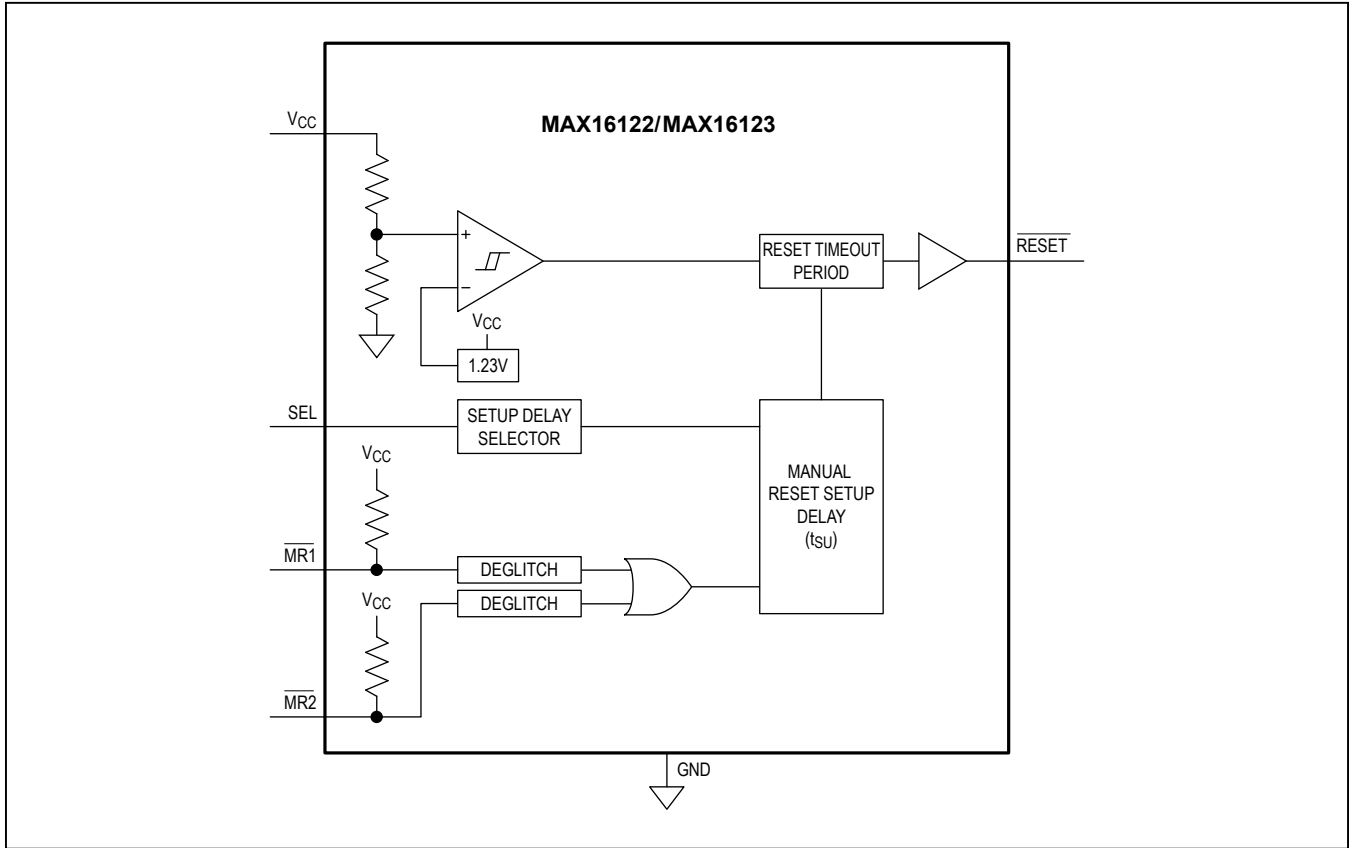 MAX16122/MAX16123
VCC
+
−
VCC
1.23V
RESET TIMEOUT
PERIOD
RESET
SEL
SETUP DELAY
SELECTOR
MANUAL
RESET SETUP
DELAY
(tSU)
VCC
MR1
DEGLITCH
VCC
DEGLITCH
MR2
GND